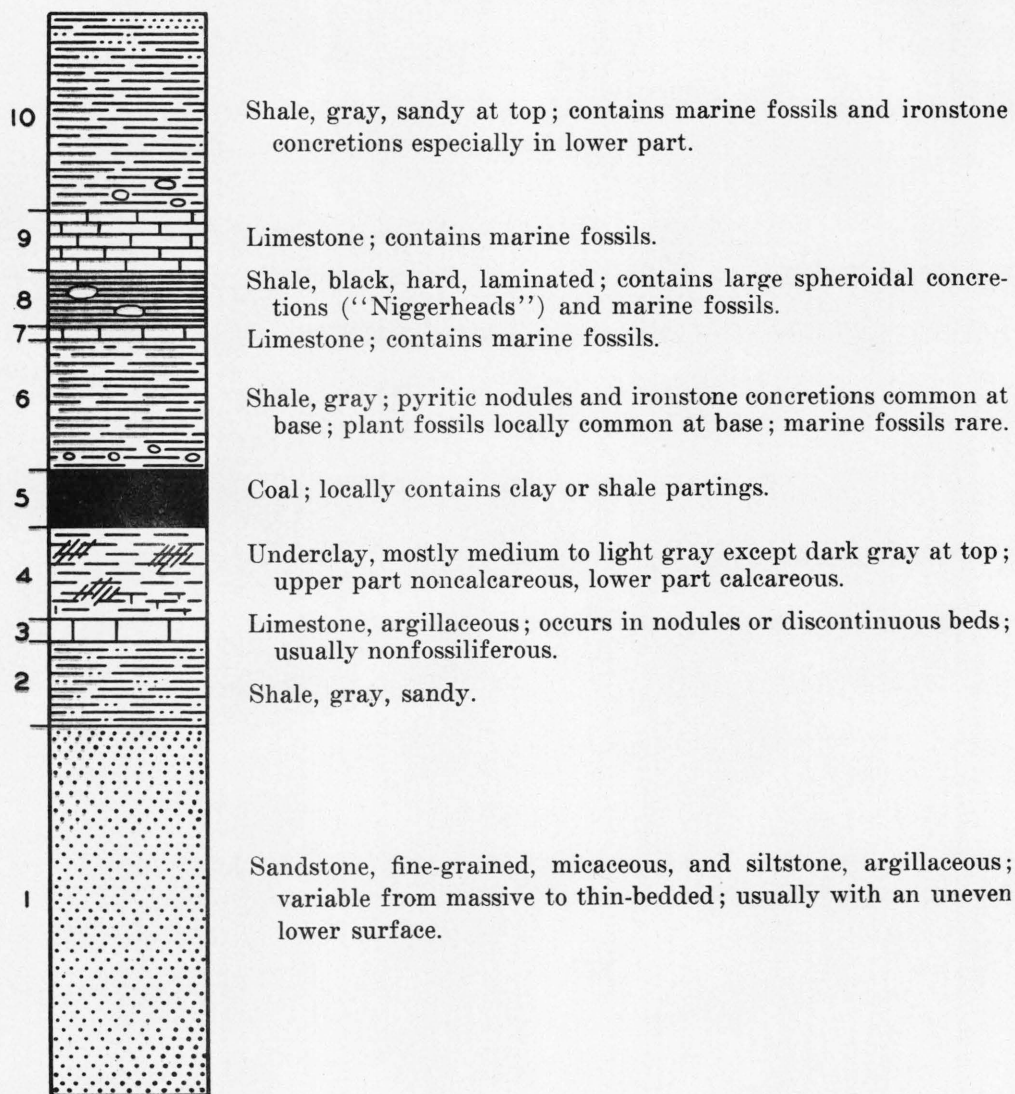 10
Shale, gray, sandy at top; contains marine fossils and ironstone
concretions especially in lower part.
9
Limestone; contains marine fossils.
8
Shale, black, hard, laminated; contains large spheroidal concre-
tions (“Niggerheads”) and marine fossils.
7
Limestone; contains marine fossils.
6
Shale, gray; pyritic nodules and ironstone concretions common at
base; plant fossils locally common at base; marine fossils rare.
5
Coal; locally contains clay or shale partings.
4
Underclay, mostly medium to light gray except dark gray at top;
upper part noncalcareous, lower part calcareous.
3
Limestone, argillaceous; occurs in nodules or discontinuous beds;
usually nonfossiliferous.
2
Shale, gray, sandy.
1
Sandstone, fine-grained, micaceous, and siltstone, argillaceous;
variable from massive to thin-bedded; usually with an uneven
lower surface.